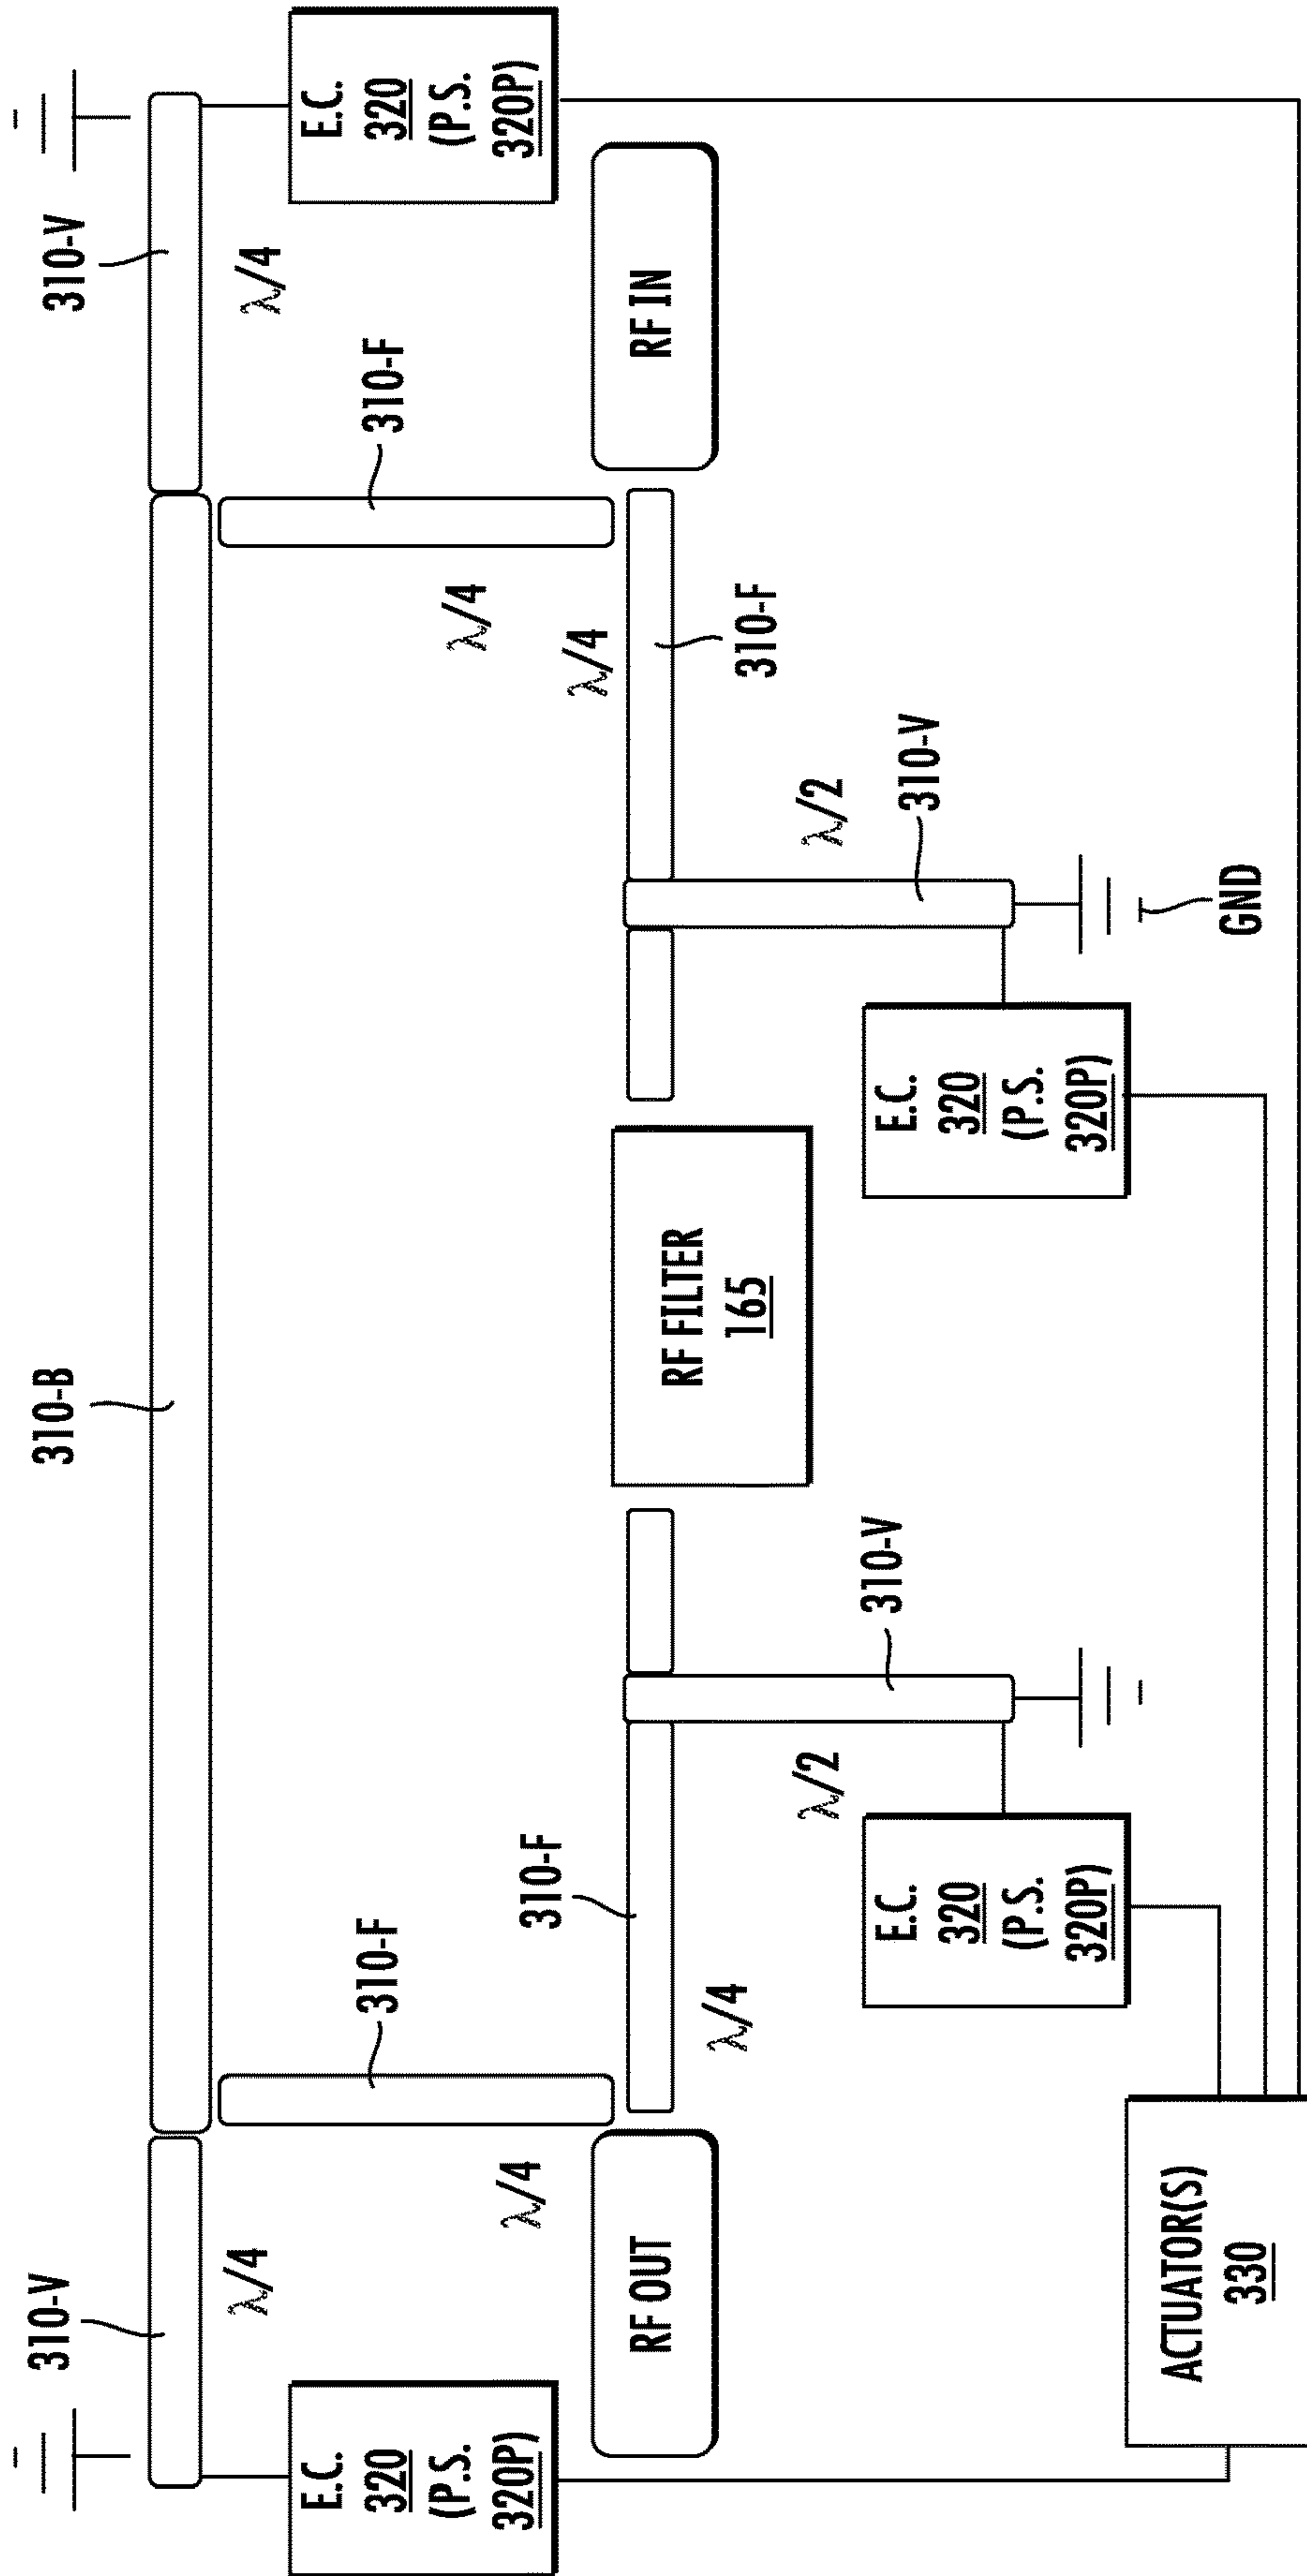 310-V
310-B
310-V
λ/4
λ/4
E.C.
320
(P.S.
320P)
310-F
310-F
E.C.
320
(P.S.
320P)
λ/4
λ/4
310-F
λ/4
RF OUT
RF FILTER
165
RF IN
λ/4
310-F
λ/2
λ/2
310-V
310-V
E.C.
320
(P.S.
320P)
E.C.
320
(P.S.
320P)
GND
ACTUATOR(S)
330